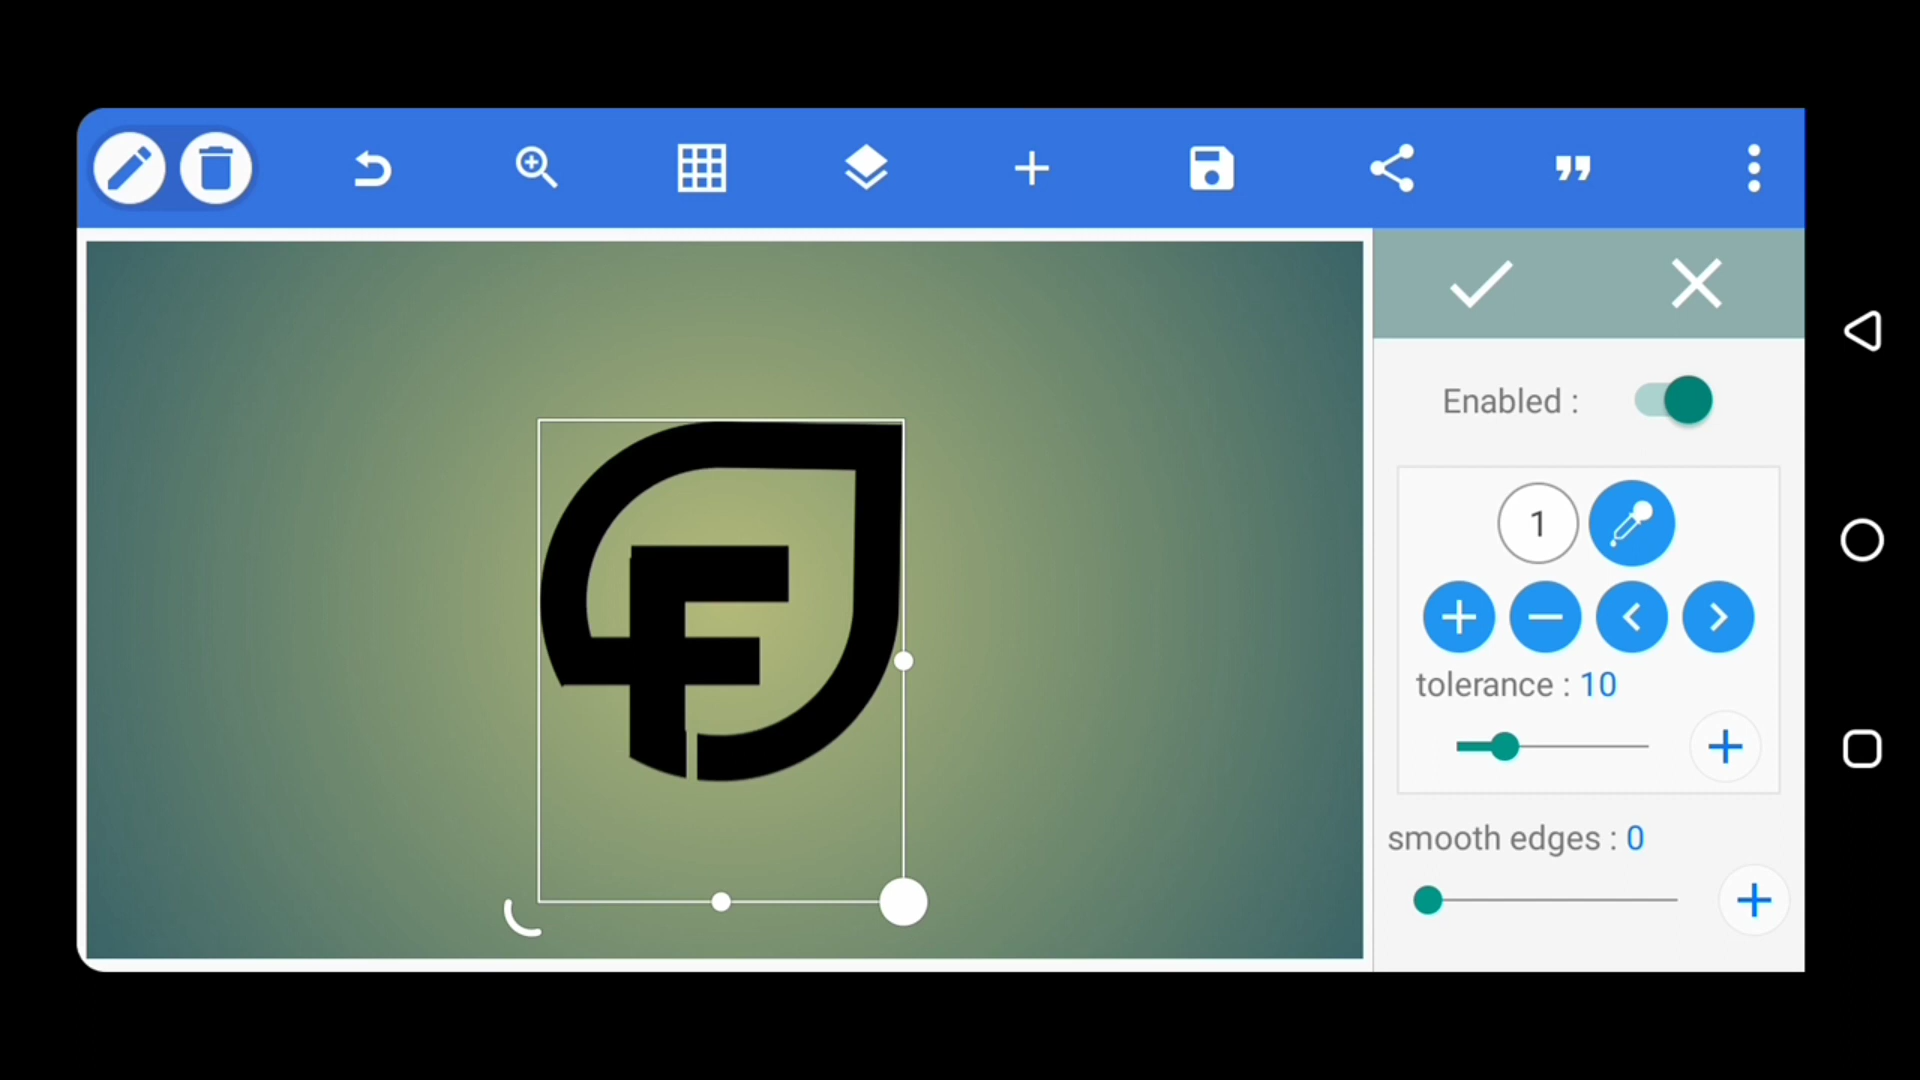 Enabled :
1
tolerance : 10
smooth edges : 0
F